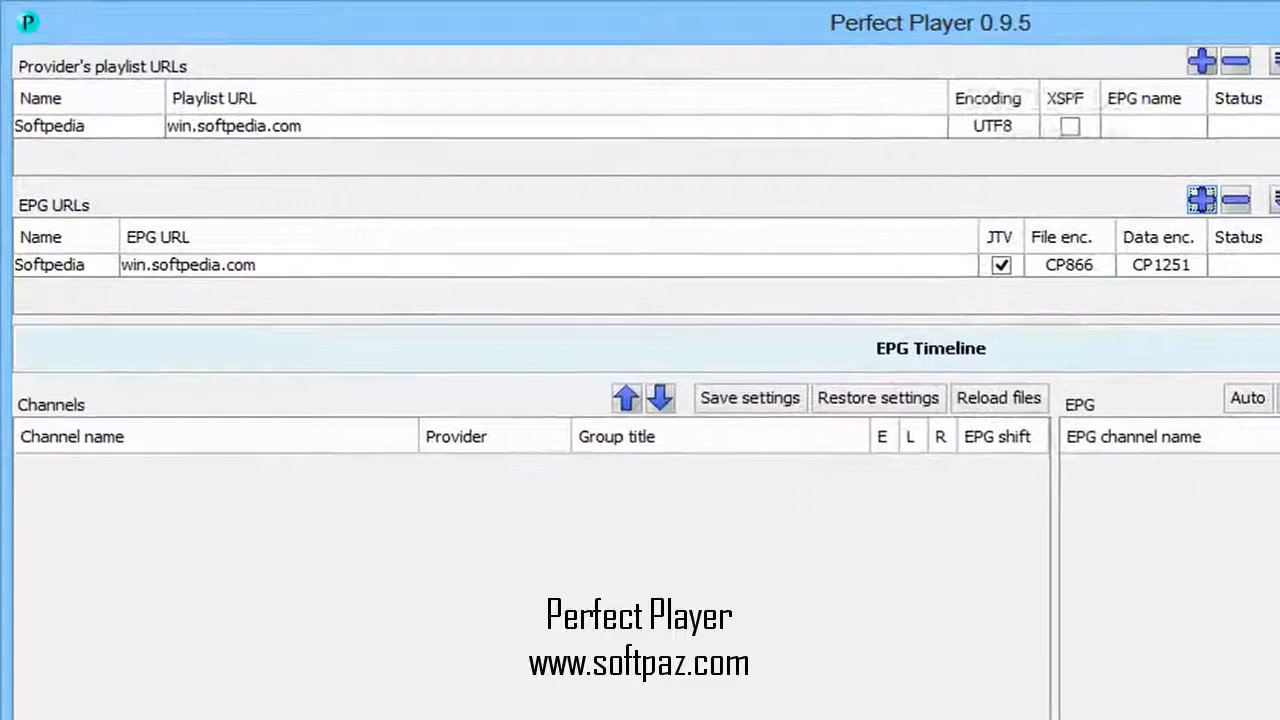 P Perfect Player 0.9.5
Provider's playlist URLs
Name Playlist URL Encoding XSPF EPG name Status
Softpedia win.softpedia.com UTF8
EPG URLs
Name EPG URL JTV File enc. Data enc. Status
Softpedia win.softpedia.com CP866 CP1251
EPG Timeline
Channels Save settings Restore settings Reload files EPG Auto
Channel name Provider Group title E L R EPG shift EPG channel name
Perfect Player
www.softpaz.com